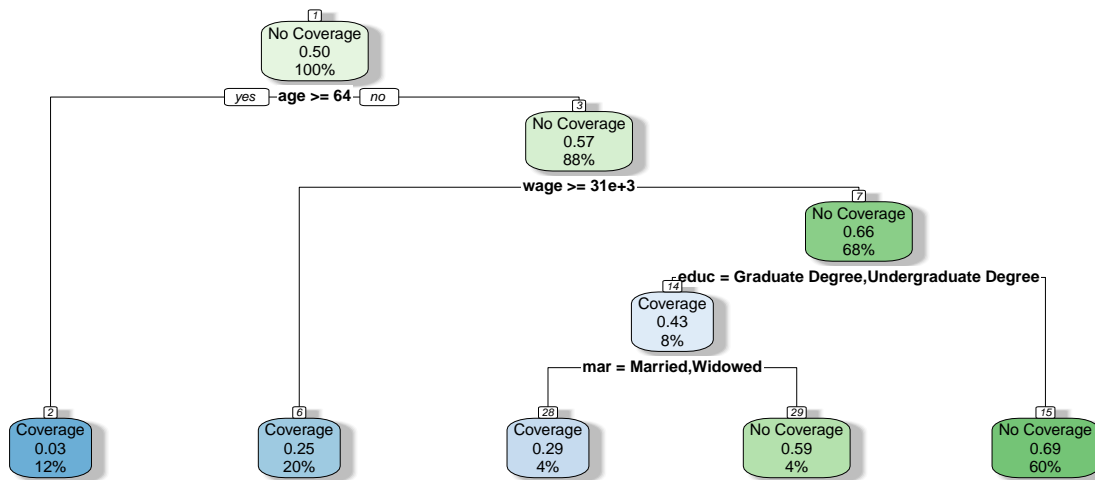 1
No Coverage
0.50
100%
yes age >= 64 no
3
No Coverage
0.57
88%
wage >= 31e+3
7
No Coverage
0.66
68%
educ = Graduate Degree,Undergraduate Degree
14
Coverage
0.43
8%
mar = Married,Widowed
2
Coverage
0.03
12%
6
Coverage
0.25
20%
28
Coverage
0.29
4%
29
No Coverage
0.59
4%
15
No Coverage
0.69
60%